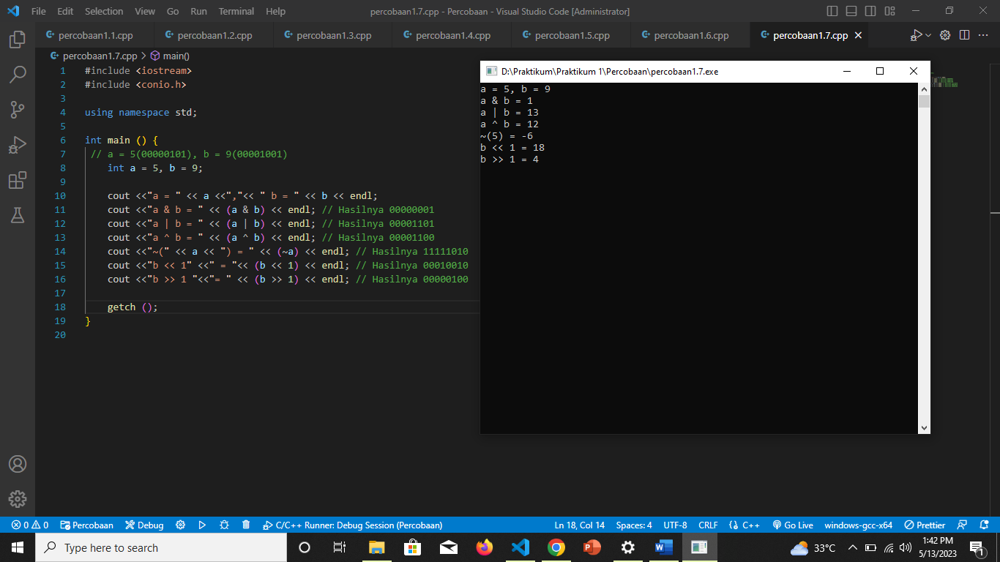 File Edit Selection View Go Run Terminal Help percobaan1.7.cpp - Percobaan - Visual Studio Code [Administrator]
percobaan1.1.cpp percobaan1.2.cpp percobaan1.3.cpp percobaan1.4.cpp percobaan1.5.cpp percobaan1.6.cpp percobaan1.7.cpp
percobaan1.7.cpp > main()
1 #include <iostream>
2 #include <conio.h>
3
4 using namespace std;
5
6 int main () {
7 // a = 5(00000101), b = 9(00001001)
8 int a = 5, b = 9;
9
10 cout <<"a = " << a <<","<< " b = " << b << endl;
11 cout <<"a & b = " << (a & b) << endl; // Hasilnya 00000001
12 cout <<"a | b = " << (a | b) << endl; // Hasilnya 00001101
13 cout <<"a ^ b = " << (a ^ b) << endl; // Hasilnya 00001100
14 cout <<"~(" << a << ") = " << (~a) << endl; // Hasilnya 11111010
15 cout <<"b << 1" <<" = "<< (b << 1) << endl; // Hasilnya 00010010
16 cout <<"b >> 1 "<<"= " << (b >> 1) << endl; // Hasilnya 00000100
17
18 getch ();
19 }
20
D:\Praktikum\Praktikum 1\Percobaan\percobaan1.7.exe
a = 5, b = 9
a & b = 1
a | b = 13
a ^ b = 12
~(5) = -6
b << 1 = 18
b >> 1 = 4
0 0 Percobaan Debug C/C++ Runner: Debug Session (Percobaan) Ln 18, Col 14 Spaces: 4 UTF-8 CRLF C++ Go Live windows-gcc-x64 Prettier
Type here to search 33°C 1:42 PM
5/13/2023 1